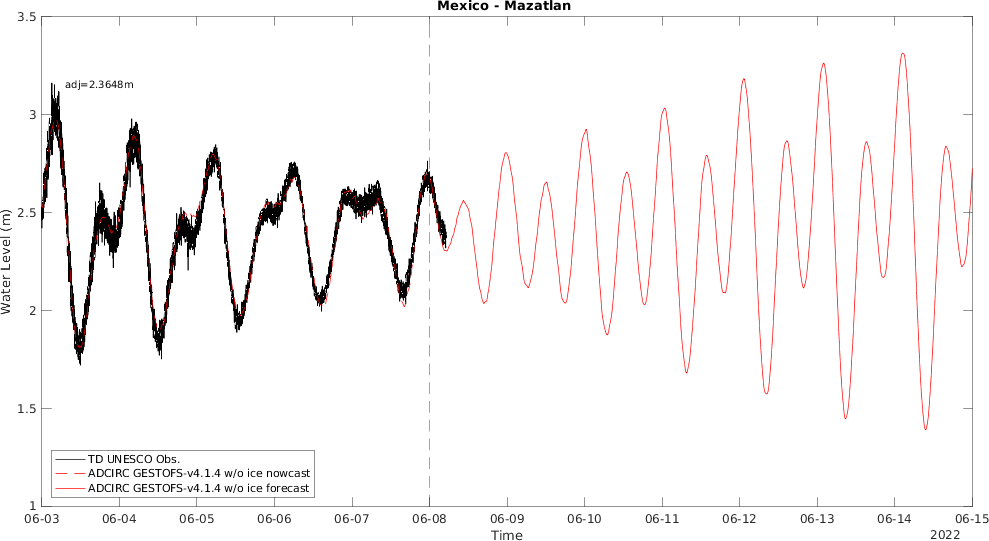 Mexico - Mazatlan
3.5
adj=2.3648m
3
2.5
Water Level (m)
2
1.5
TD UNESCO Obs.
ADCIRC GESTOFS-v4.1.4 w/o ice nowcast
ADCIRC GESTOFS-v4.1.4 w/o ice forecast
1
06-03 06-04 06-05 06-06 06-07 06-08 06-09 06-10 06-11 06-12 06-13 06-14 06-15
Time
2022